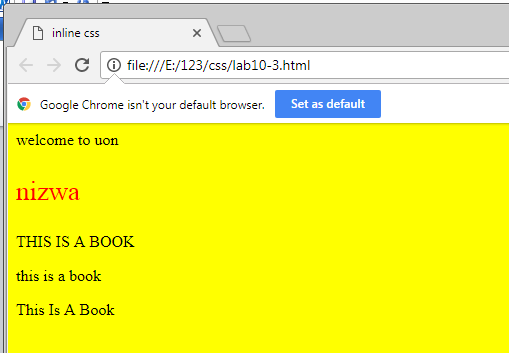 inline css
file:///E:/123/css/lab10-3.html
Google Chrome isn't your default browser. Set as default
welcome to uon
nizwa
THIS IS A BOOK
this is a book
This Is A Book